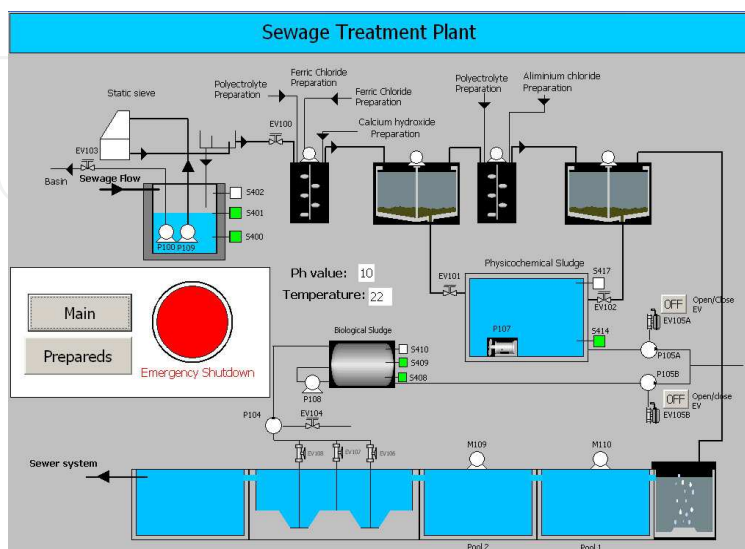 Sewage Treatment Plant
Static sieve
Polyectrolyte
Preparation
Ferric Chloride
Preparation
Ferric Chloride
Preparation
Calcium hydroxide
Preparation
Polyectrolyte
Preparation
Aliminium chloride
Preparation
EV100
EV103
Basin
Sewage Flow
S402
S401
S400
P100
P109
Main
Prepareds
Emergency Shutdown
Ph value:
10
Temperature:
22
EV101
Physicochemical Sludge
S417
EV102
P107
S414
OFF
Open/Close
EV
EV105A
P105A
P105B
OFF
Open/close
EV
EV105B
Biological Sludge
S410
S409
S408
P108
P104
EV104
EV108
EV107
EV106
M109
M110
Sewer system
Pool 2
Pool 1